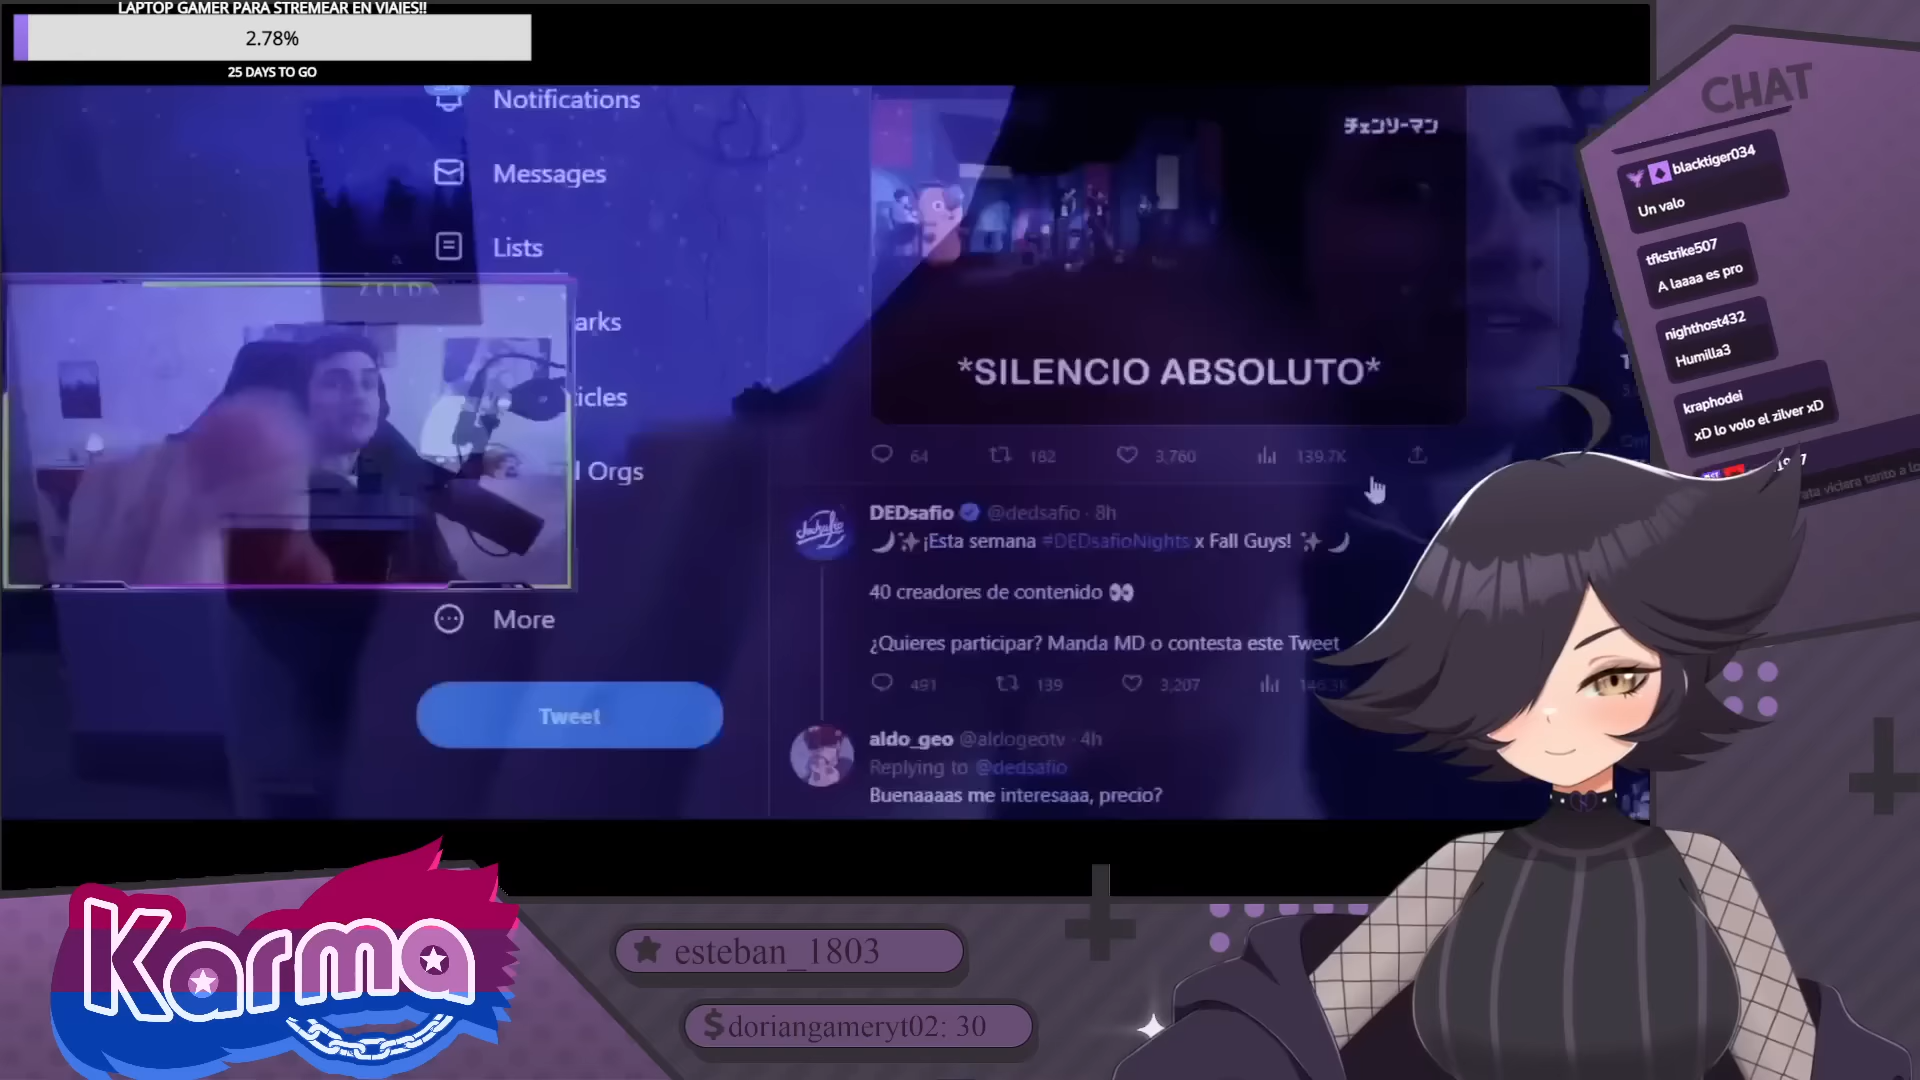 LAPTOP GAMER PARA STREMEAR EN VIAJES!!
2.78%
25 DAYS TO GO
Notifications
Messages
Lists
arks
icles
Orgs
More
Tweet
ZELDA
チェンソーマン
*SILENCIO ABSOLUTO*
64 182 3,760 139.7K
DEDsafio @dedsafio · 8h
🌙✨¡Esta semana #DEDsafioNights x Fall Guys! ✨🌙
40 creadores de contenido 👀
¿Quieres participar? Manda MD o contesta este Tweet
491 139 3,207
aldo_geo @aldogeotv · 4h
Replying to @dedsafio
Buenaaaas me interesaaa, precio?
CHAT
blacktiger034
Un valo
tfkstrike507
A laaaa es pro
nighthost432
Humilla3
kraphodei
xD lo volo el zilver xD
Karma
esteban_1803
$ doriangameryt02: 30